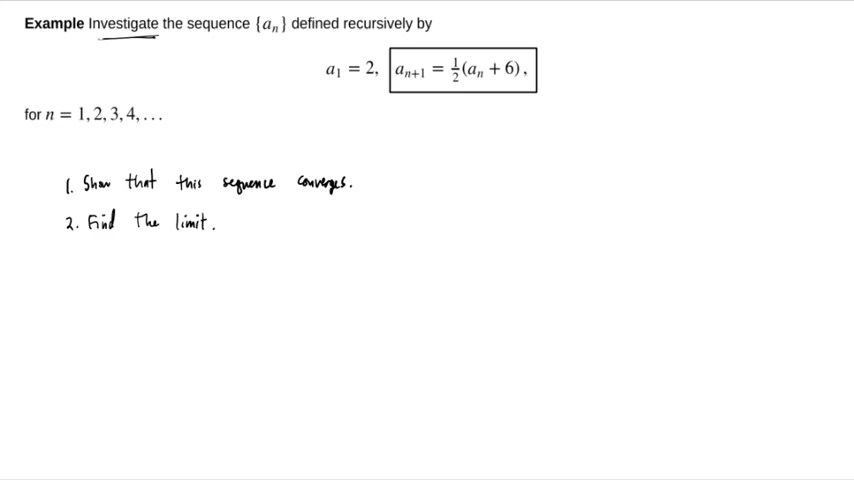 Example Investigate the sequence {aₙ} defined recursively by
a₁ = 2, aₙ₊₁ = ½(aₙ + 6),
for n = 1, 2, 3, 4, …
1. Show that this sequence converges.
2. Find the limit.